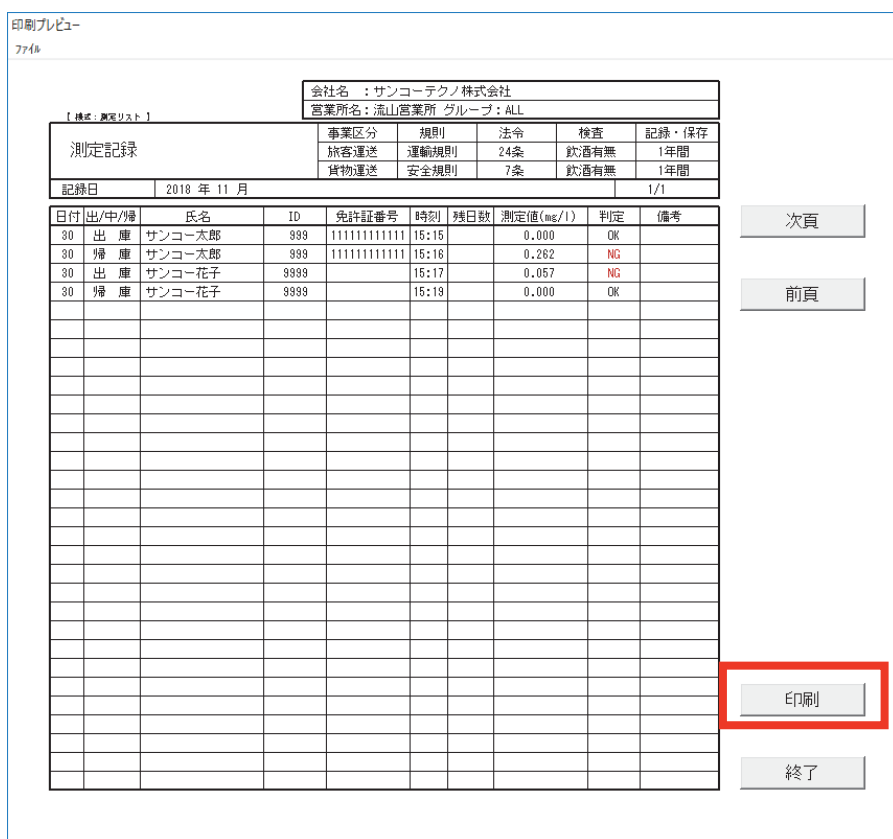 印刷プレビュー
ファイル
会社名 :サンコーテクノ株式会社
営業所名:流山営業所 グループ:ALL
【 様式:測定リスト 】
測定記録
事業区分 規則 法令 検査 記録・保存
旅客運送 運輸規則 24条 飲酒有無 1年間
貨物運送 安全規則 7条 飲酒有無 1年間
記録日 2018 年 11 月 1/1
日付 出/中/帰 氏名 ID 免許証番号 時刻 残日数 測定値(mg/l) 判定 備考
30 出 庫 サンコー太郎 999 111111111111 15:15 0.000 OK
30 帰 庫 サンコー太郎 999 111111111111 15:16 0.262 NG
30 出 庫 サンコー花子 9999 15:17 0.057 NG
30 帰 庫 サンコー花子 9999 15:19 0.000 OK
次頁
前頁
印刷
終了